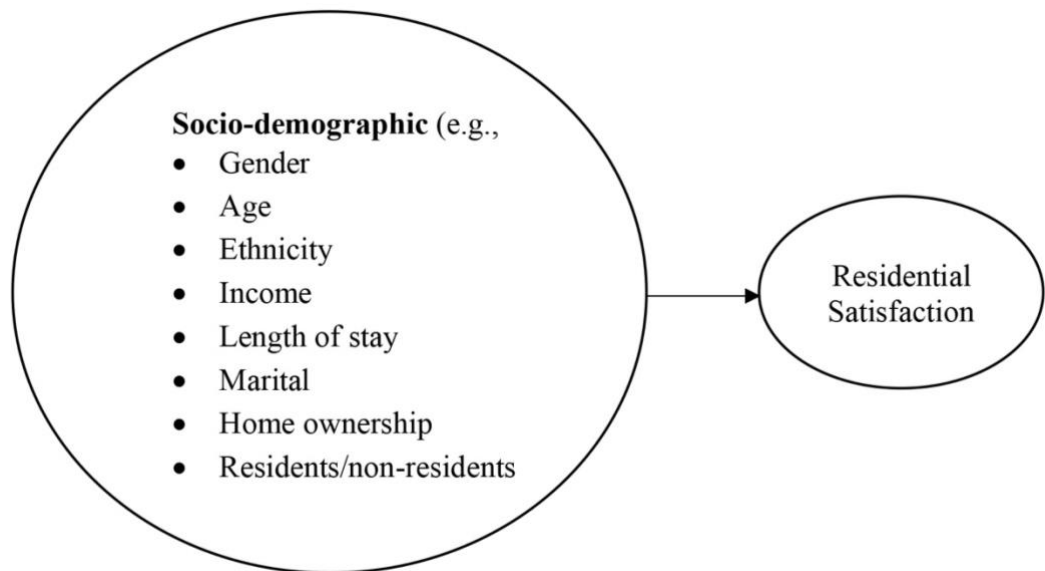 Socio-demographic (e.g.,
• Gender
• Age
• Ethnicity
• Income
• Length of stay
• Marital
• Home ownership
• Residents/non-residents
Residential
Satisfaction